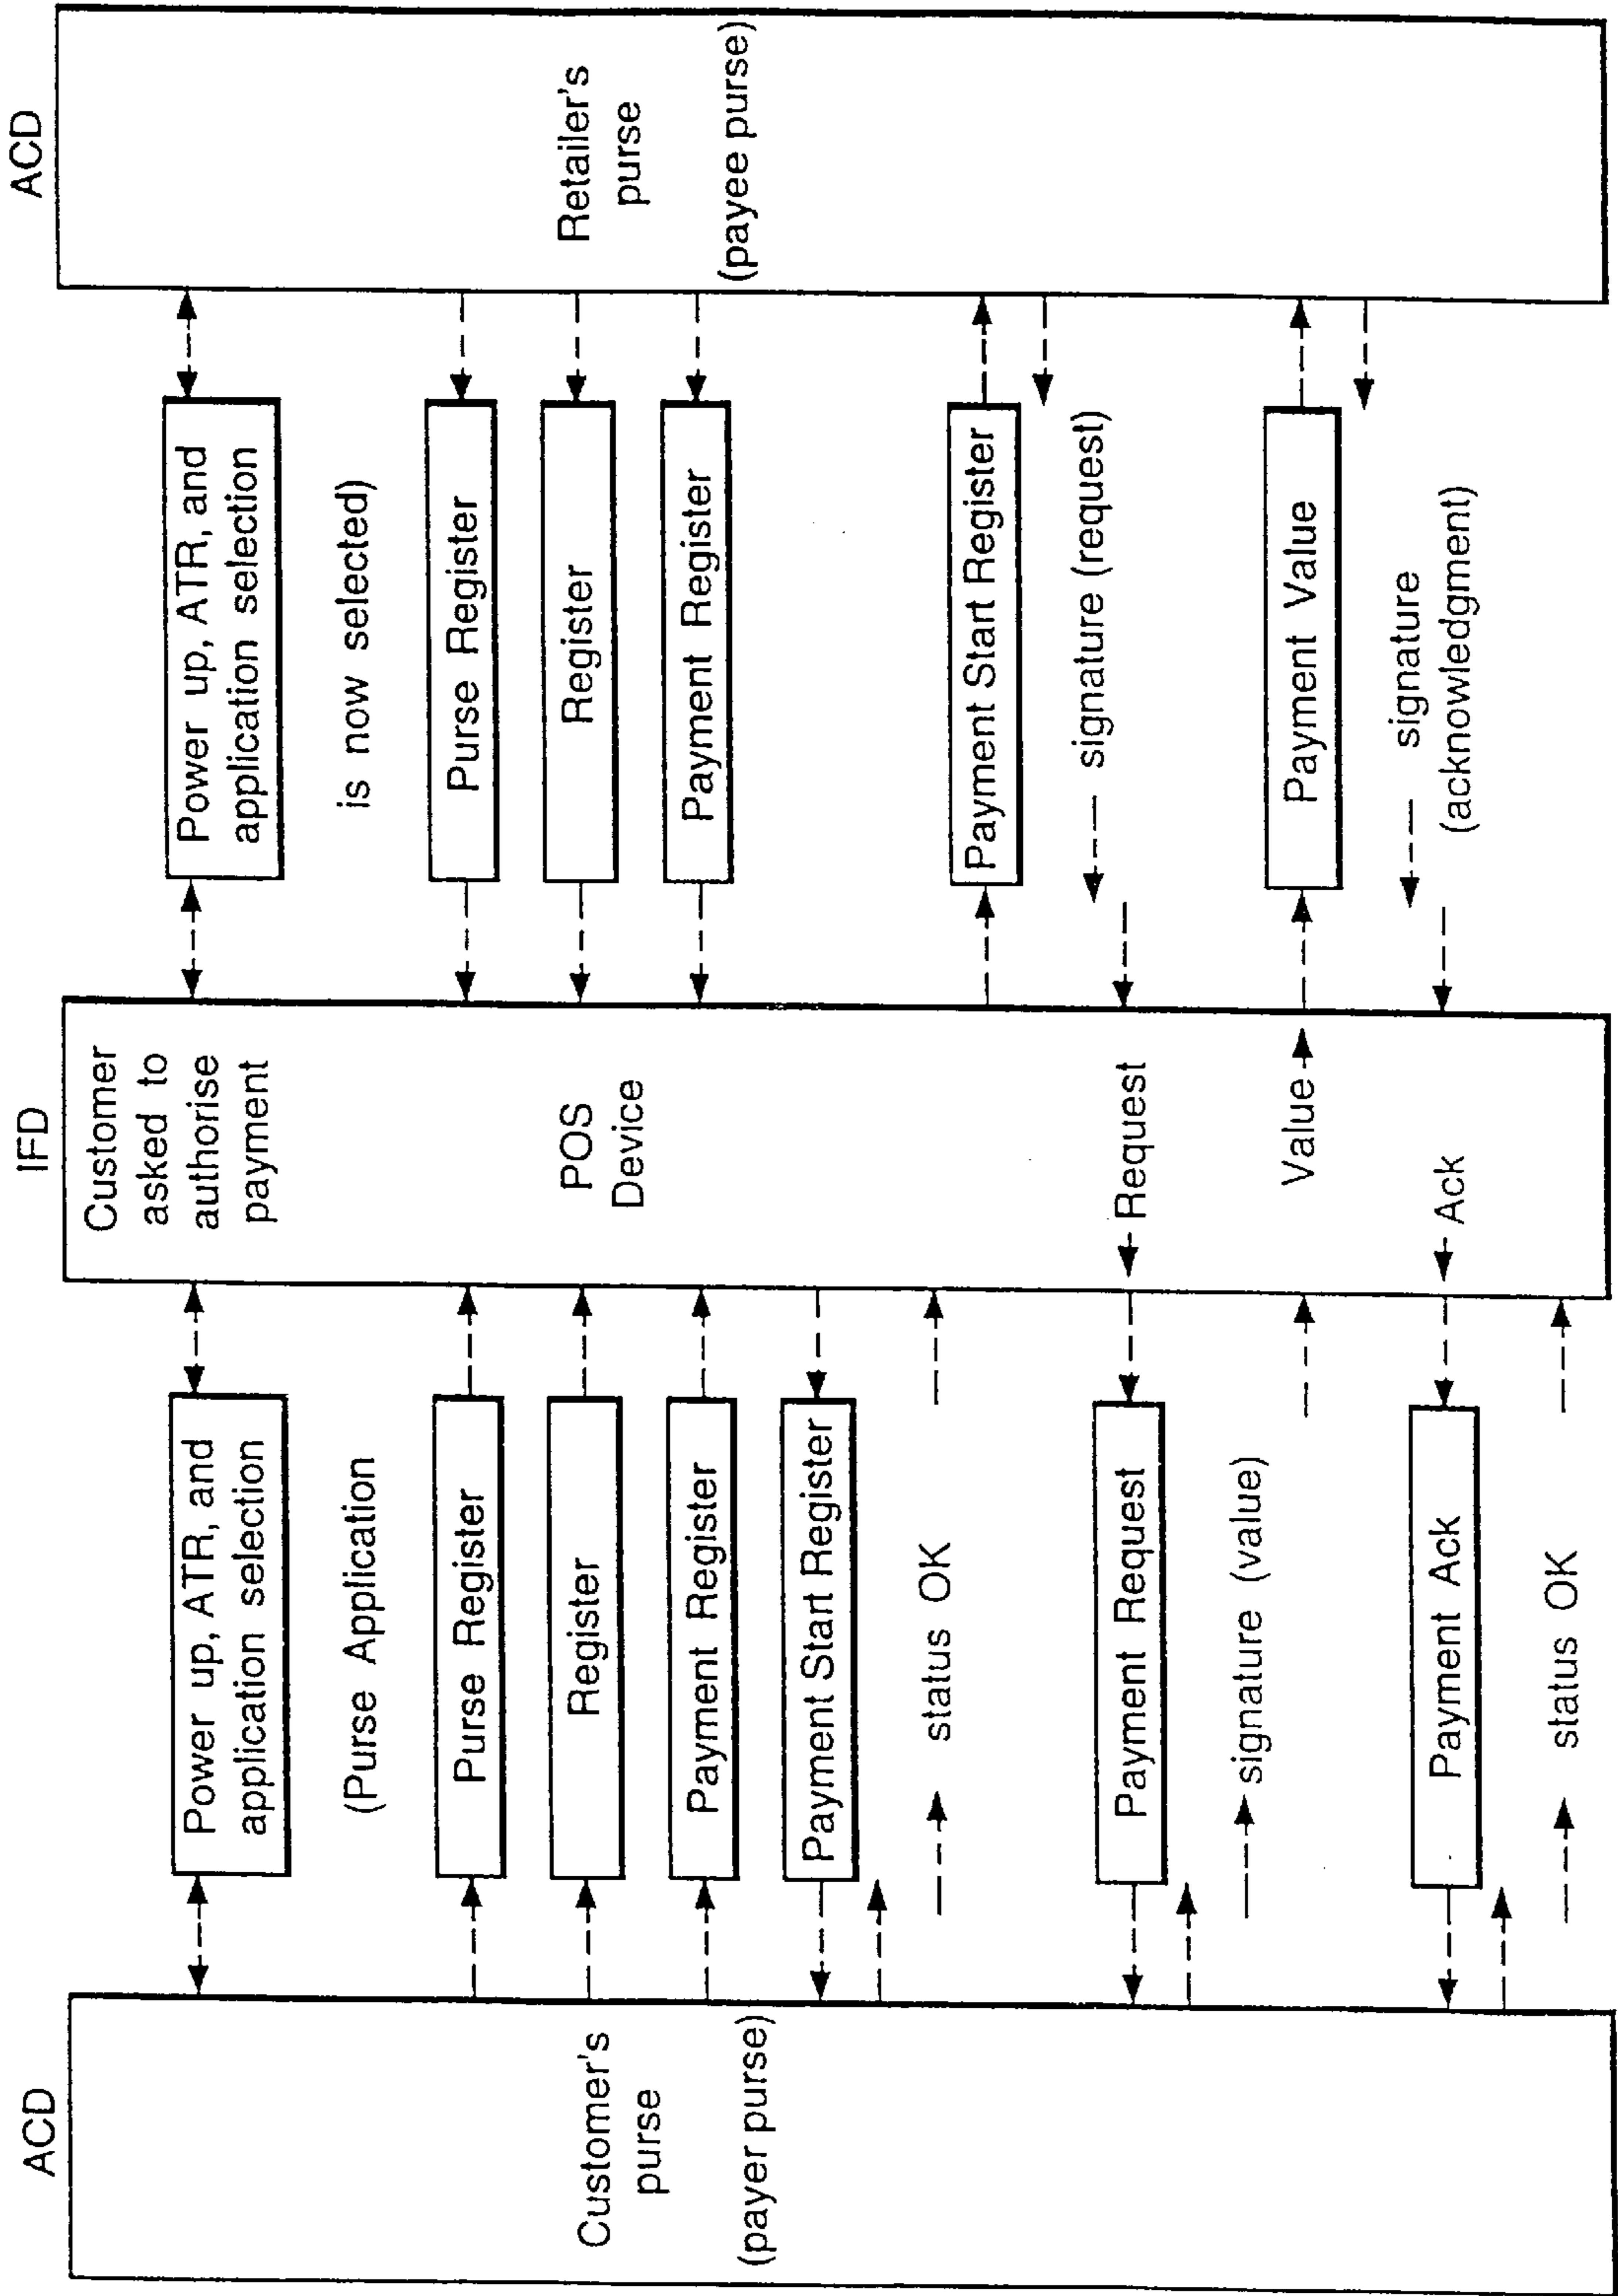 ACD
IFD
ACD
Customer
asked to
authorise
payment
Power up, ATR, and
application selection
Power up, ATR, and
application selection
(Purse Application
is now selected)
Purse Register
Purse Register
Customer's
purse
(payer purse)
POS
Device
Retailer's
purse
(payee purse)
Register
Register
Payment Register
Payment Register
Payment Start Register
status OK
Payment Start Register
signature (request)
Payment Request
Request
signature (value)
Value
Payment Value
signature
(acknowledgment)
Payment Ack
Ack
status OK